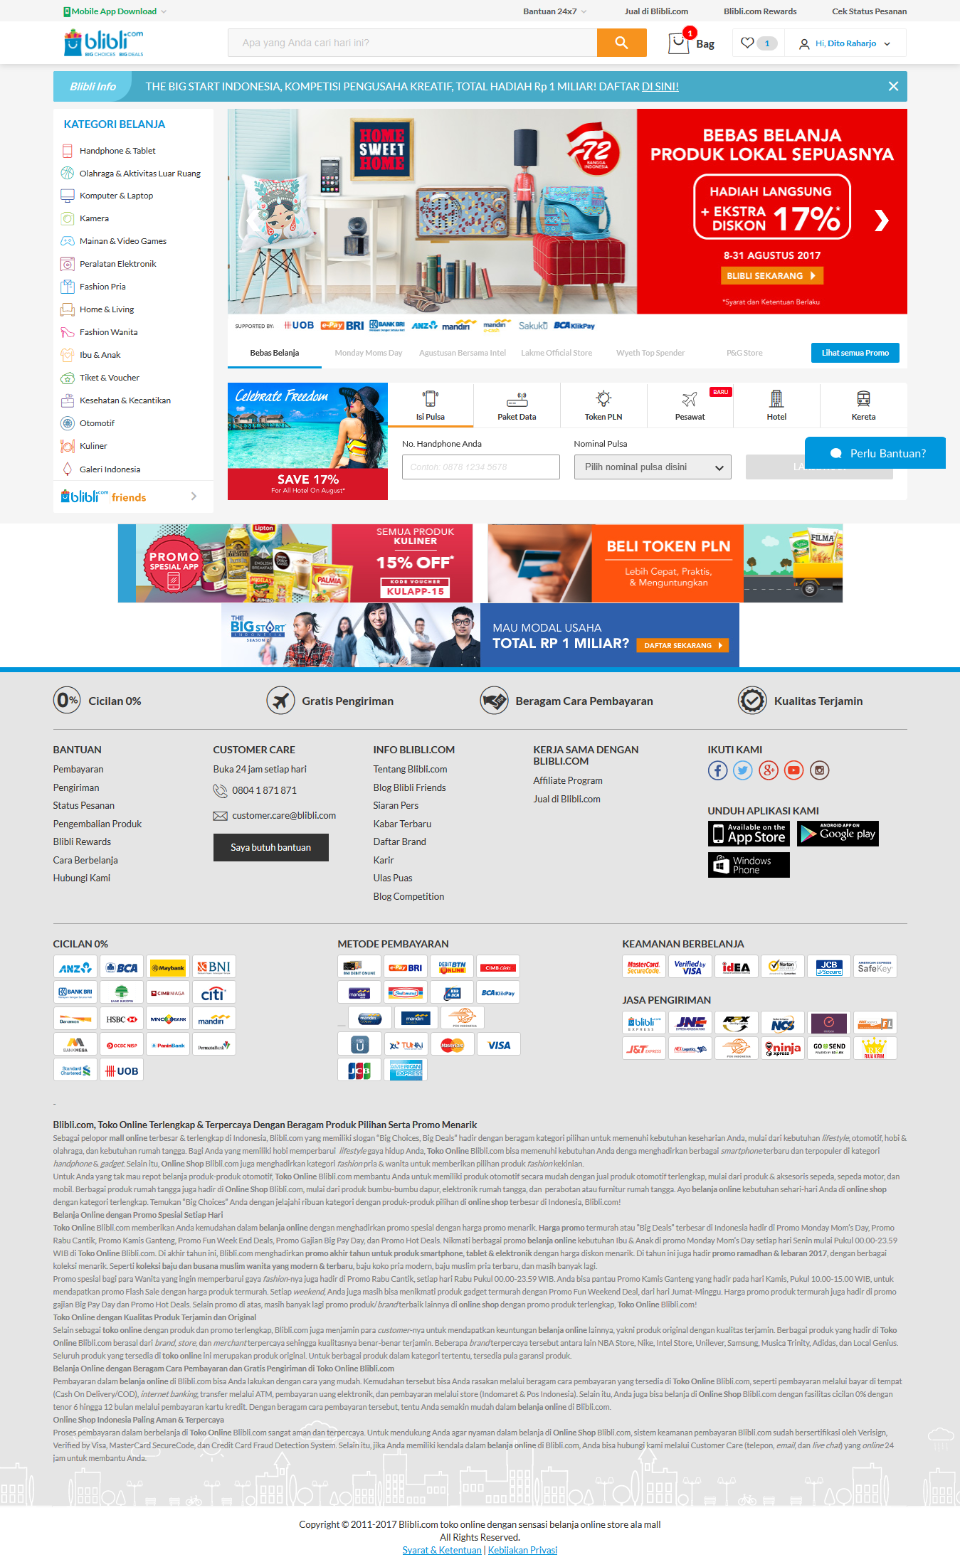 Mobile App Download
Bantuan 24x7
Jual di Blibli.com
Blibli.com Rewards
Cek Status Pesanan
blibli.com
BIG CHOICES BIG DEALS
Apa yang Anda cari hari ini?
1
Bag
1
Hi, Dito Raharjo
Blibli Info
THE BIG START INDONESIA, KOMPETISI PENGUSAHA KREATIF, TOTAL HADIAH Rp 1 MILIAR! DAFTAR DI SINI!
KATEGORI BELANJA
Handphone & Tablet
Olahraga & Aktivitas Luar Ruang
Komputer & Laptop
Kamera
Mainan & Video Games
Peralatan Elektronik
Fashion Pria
Home & Living
Fashion Wanita
Ibu & Anak
Tiket & Voucher
Kesehatan & Kecantikan
Otomotif
Kuliner
Galeri Indonesia
blibli.com friends
HOME
SWEET
HOME
72
BEBAS BELANJA
PRODUK LOKAL SEPUASNYA
HADIAH LANGSUNG
+ EKSTRA
DISKON 17%*
8-31 AGUSTUS 2017
BLIBLI SEKARANG
*Syarat dan Ketentuan Berlaku
SUPPORTED BY:
UOB
e-Pay BRI
BANK BRI
ANZ
mandiri
mandiri
Sakuku
BCA KlikPay
Bebas Belanja
Monday Moms Day
Agustusan Bersama Intel
Lakme Official Store
Wyeth Top Spender
P&G Store
Lihat semua Promo
Celebrate Freedom
SAVE 17%
For All Hotel On August*
Isi Pulsa
Paket Data
Token PLN
BARU
Pesawat
Hotel
Kereta
No. Handphone Anda
Contoh: 0878 1234 5678
Nominal Pulsa
Pilih nominal pulsa disini
Perlu Bantuan?
PROMO
SPESIAL APP
Lipton
PALMIA
SEMUA PRODUK
KULINER
15% OFF*
KODE VOUCHER
KULAPP-15
BELI TOKEN PLN
Lebih Cepat, Praktis,
& Menguntungkan
FILMA
THE
BIG START
INDONESIA
SEASON
MAU MODAL USAHA
TOTAL RP 1 MILIAR?
DAFTAR SEKARANG
0% Cicilan 0%
Gratis Pengiriman
Beragam Cara Pembayaran
Kualitas Terjamin
BANTUAN
Pembayaran
Pengiriman
Status Pesanan
Pengembalian Produk
Blibli Rewards
Cara Berbelanja
Hubungi Kami
CUSTOMER CARE
Buka 24 jam setiap hari
0804 1 871 871
customer.care@blibli.com
Saya butuh bantuan
INFO BLIBLI.COM
Tentang Blibli.com
Blog Blibli Friends
Siaran Pers
Kabar Terbaru
Daftar Brand
Karir
Ulas Puas
Blog Competition
KERJA SAMA DENGAN
BLIBLI.COM
Affiliate Program
Jual di Blibli.com
IKUTI KAMI
UNDUH APLIKASI KAMI
Available on the
App Store
ANDROID APP ON
Google play
Windows
Phone
CICILAN 0%
ANZ
BCA
Maybank
BNI
BANK BRI
CIMB NIAGA
citi
Danamon
HSBC
MNC BANK
mandiri
BANK MEGA
OCBC NISP
PaninBank
PermataBank
Standard
Chartered
UOB
METODE PEMBAYARAN
e-Pay BRI
DEBIT BTN
ONLINE
CIMB
mandiri
Indomaret
BCA
BCA KlikPay
mandiri
mandiri
POS INDONESIA
U
XL TUNAI
MasterCard
VISA
JCB
AMERICAN
EXPRESS
KEAMANAN BERBELANJA
MasterCard.
SecureCode
Verified by
VISA
idEA
Norton
JCB
J/Secure
AMERICAN EXPRESS
SafeKey
JASA PENGIRIMAN
blibli
EXPRESS
JNE
RPX
NCS
FL
J&T EXPRESS
POS INDONESIA
ninja
xpress
GO SEND
RAJA KIRIM
-
Blibli.com, Toko Online Terlengkap & Terpercaya Dengan Beragam Produk Pilihan Serta Promo Menarik
Sebagai pelopor mall online terbesar & terlengkap di Indonesia, Blibli.com yang memiliki slogan "Big Choices, Big Deals" hadir dengan beragam kategori pilihan untuk memenuhi kebutuhan keseharian Anda, mulai dari kebutuhan lifestyle, otomotif, hobi &
olahraga, dan kebutuhan rumah tangga. Bagi Anda yang memiliki hobi memperbarui lifestyle gaya hidup Anda, Toko Online Blibli.com bisa memenuhi kebutuhan Anda denga menghadirkan berbagai smartphone terbaru dan terpopuler di kategori
handphone & gadget. Selain itu, Online Shop Blibli.com juga menghadirkan kategori fashion pria & wanita untuk memberikan pilihan produk fashion kekinian.
Untuk Anda yang tak mau repot belanja produk-produk otomotif, Toko Online Blibli.com membantu Anda untuk memiliki produk otomotif secara mudah dengan jual produk otomotif terlengkap, mulai dari produk & aksesoris sepeda, sepeda motor, dan
mobil. Berbagai produk rumah tangga juga hadir di Online Shop Blibli.com, mulai dari produk bumbu-bumbu dapur, elektronik rumah tangga, dan perabotan atau furnitur rumah tangga. Ayo belanja online kebutuhan sehari-hari Anda di online shop
dengan kategori terlengkap. Temukan "Big Choices" Anda dengan jelajahi ribuan kategori dengan produk-produk pilihan di online shop terbesar di Indonesia, Blibli.com!
Belanja Online dengan Promo Spesial Setiap Hari
Toko Online Blibli.com memberikan Anda kemudahan dalam belanja online dengan menghadirkan promo spesial dengan harga promo menarik. Harga promo termurah atau "Big Deals" terbesar di Indonesia hadir di Promo Monday Mom's Day, Promo
Rabu Cantik, Promo Kamis Ganteng, Promo Fun Week End Deals, Promo Gajian Big Pay Day, dan Promo Hot Deals. Nikmati berbagai promo belanja online kebutuhan Ibu & Anak di promo Monday Mom's Day setiap hari Senin mulai Pukul 00.00-23.59
WIB di Toko Online Blibli.com. Di akhir tahun ini, Blibli.com menghadirkan promo akhir tahun untuk produk smartphone, tablet & elektronik dengan harga diskon menarik. Di tahun ini juga hadir promo ramadhan & lebaran 2017, dengan berbagai
koleksi menarik. Seperti koleksi baju dan busana muslim wanita yang modern & terbaru, baju koko pria modern, baju muslim pria terbaru, dan masih banyak lagi.
Promo spesial bagi para Wanita yang ingin memperbarui gaya fashion-nya juga hadir di Promo Rabu Cantik, setiap hari Rabu Pukul 00.00-23.59 WIB. Anda bisa pantau Promo Kamis Ganteng yang hadir pada hari Kamis, Pukul 10.00-15.00 WIB, untuk
mendapatkan promo Flash Sale dengan harga produk termurah. Setiap weekend, Anda juga masih bisa menikmati produk gadget termurah dengan Promo Fun Weekend Deal, dari hari Jumat-Minggu. Harga promo produk termurah juga hadir di promo
gajian Big Pay Day dan Promo Hot Deals. Selain promo di atas, masih banyak lagi promo produk/brand terbaik lainnya di online shop dengan promo produk terlengkap, Toko Online Blibli.com!
Toko Online dengan Kualitas Produk Terjamin dan Original
Selain sebagai toko online dengan produk dan promo terlengkap, Blibli.com juga menjamin para customer-nya untuk mendapatkan keuntungan belanja online lainnya, yakni produk original dengan kualitas terjamin. Berbagai produk yang hadir di Toko
Online Blibli.com berasal dari brand, store, dan merchant terpercaya sehingga kualitasnya benar-benar terjamin. Beberapa brand terpercaya tersebut antara lain NBA Store, Nike, Intel Store, Unilever, Samsung, Musica Trinity, Adidas, dan Local Genius.
Seluruh produk yang tersedia di toko online ini merupakan produk original. Untuk berbagai produk dalam kategori tertentu, tersedia pula garansi produk.
Belanja Online dengan Beragam Cara Pembayaran dan Gratis Pengiriman di Toko Online Blibli.com
Pembayaran dalam belanja online di Blibli.com bisa Anda lakukan dengan cara yang mudah. Kemudahan tersebut bisa Anda rasakan melalui beragam cara pembayaran yang tersedia di Toko Online Blibli.com, seperti pembayaran melalui bayar di tempat
(Cash On Delivery/COD), internet banking, transfer melalui ATM, pembayaran uang elektronik, dan pembayaran melalui store (Indomaret & Pos Indonesia). Selain itu, Anda juga bisa belanja di Online Shop Blibli.com dengan fasilitas cicilan 0% dengan
tenor 6 hingga 12 bulan melalui pembayaran kartu kredit. Dengan beragam cara pembayaran tersebut, tentu Anda semakin mudah dalam belanja online di Blibli.com.
Online Shop Indonesia Paling Aman & Terpercaya
Proses pembayaran dalam berbelanja di Toko Online Blibli.com sangat aman dan terpercaya. Untuk mendukung Anda agar nyaman dalam belanja di Online Shop Blibli.com, sistem keamanan pembayaran Blibli.com sudah bersertifikasi oleh Verisign,
Verified by Visa, MasterCard SecureCode, dan Credit Card Fraud Detection System. Selain itu, jika Anda memiliki kendala dalam belanja online di Blibli.com, Anda bisa hubungi kami melalui Customer Care (telepon, email, dan live chat) yang online 24
jam untuk membantu Anda.
Copyright © 2011-2017 Blibli.com toko online dengan sensasi belanja online store ala mall
All Rights Reserved.
Syarat & Ketentuan | Kebijakan Privasi